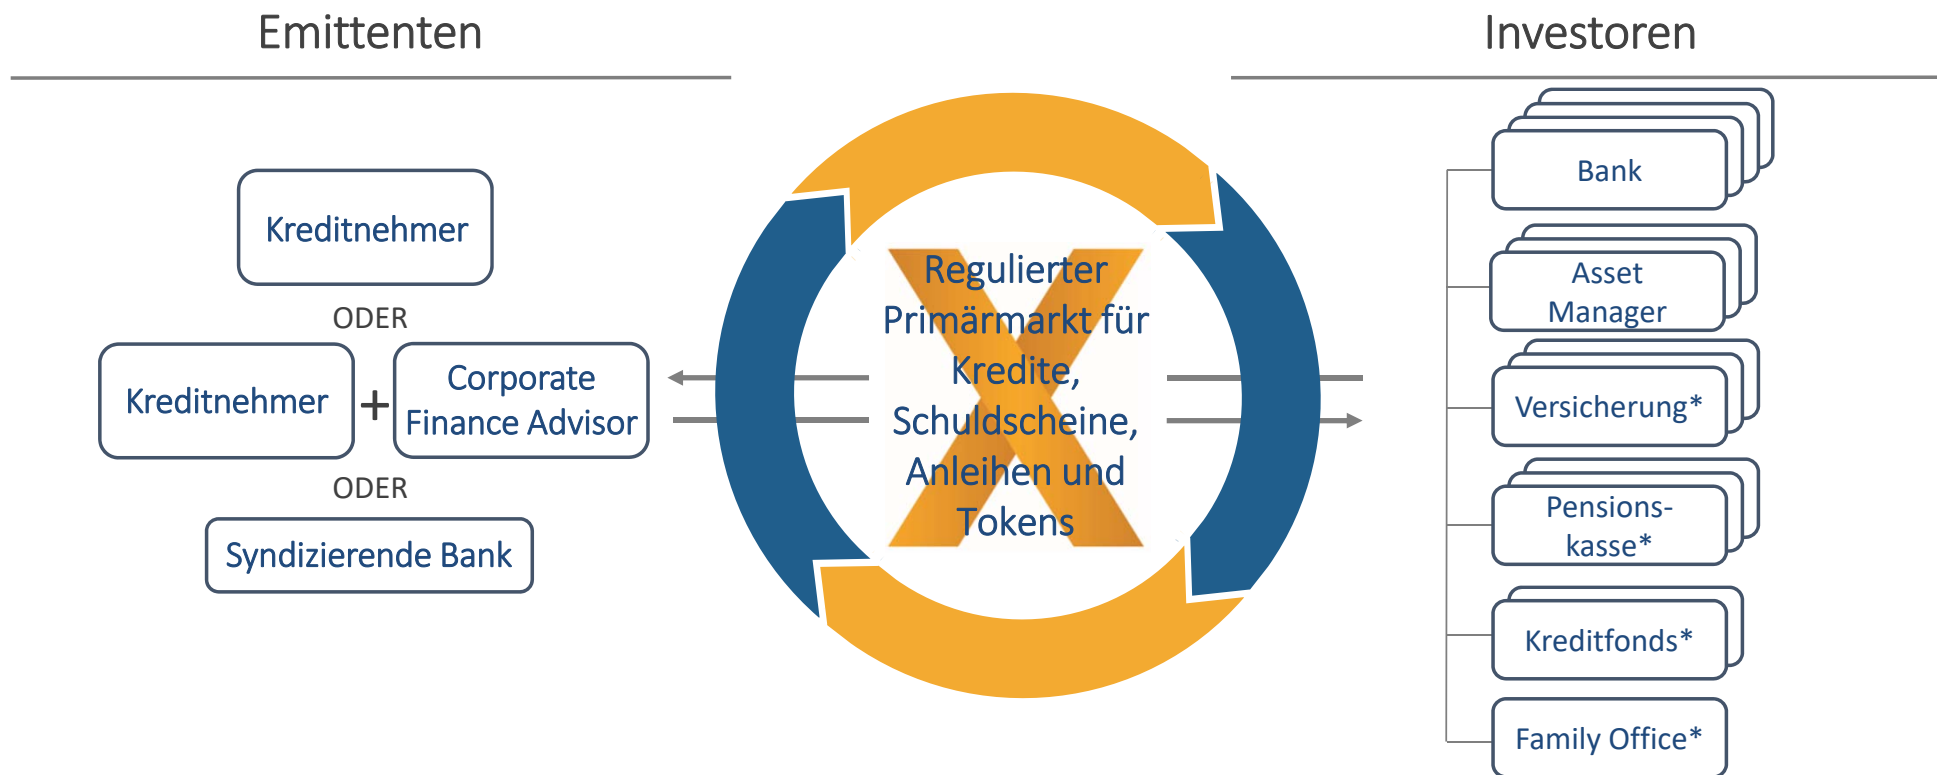 Emittenten
Kreditnehmer
ODER
Kreditnehmer
+
Corporate
Finance Advisor
ODER
Syndizierende Bank
Regulierter
Primärmarkt für
Kredite,
Schuldscheine,
Anleihen und
Tokens
Investoren
Bank
Asset
Manager
Versicherung*
Pensions-
kasse*
Kreditfonds*
Family Office*